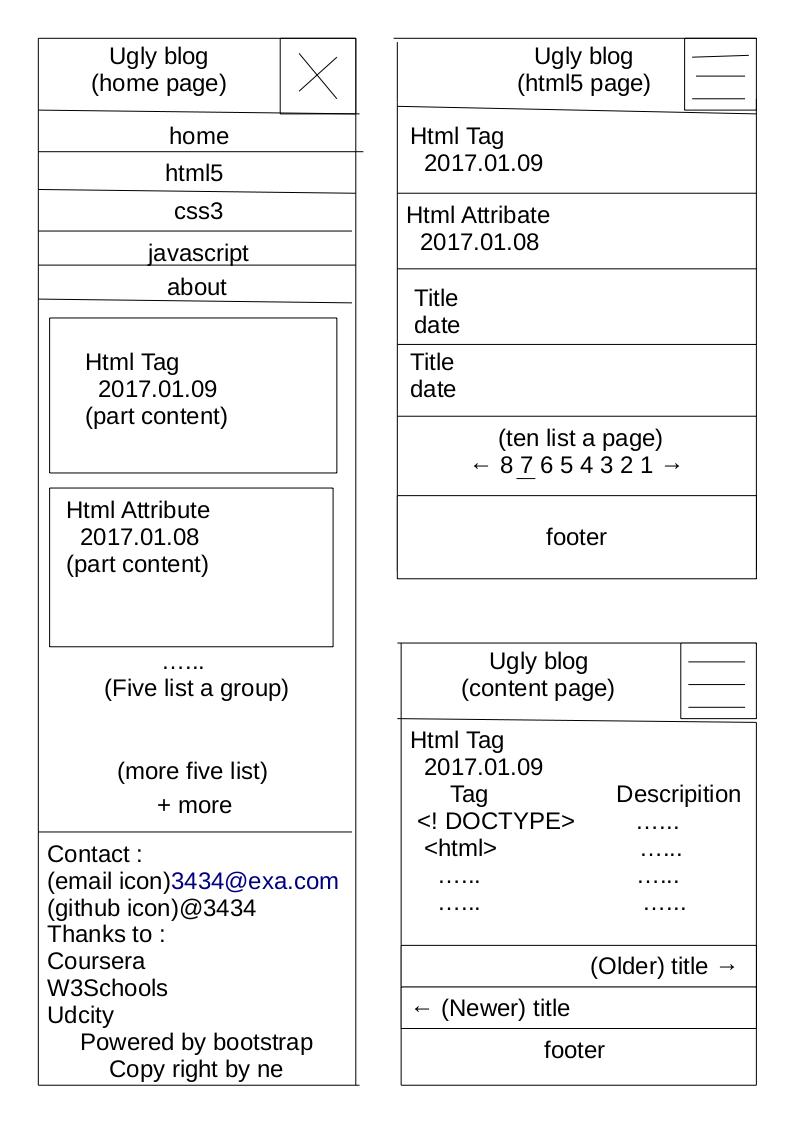 Ugly blog
(home page)
home
html5
css3
javascript
about
Html Tag
2017.01.09
(part content)
Html Attribute
2017.01.08
(part content)
…...
(Five list a group)
(more five list)
+ more
Contact :
(email icon)3434@exa.com
(github icon)@3434
Thanks to :
Coursera
W3Schools
Udcity
Powered by bootstrap
Copy right by ne
Ugly blog
(html5 page)
Html Tag
2017.01.09
Html Attribate
2017.01.08
Title
date
Title
date
(ten list a page)
← 8 7 6 5 4 3 2 1 →
footer
Ugly blog
(content page)
Html Tag
2017.01.09
Tag Descripition
<! DOCTYPE> …...
<html> …...
…... …...
…... …...
(Older) title →
← (Newer) title
footer